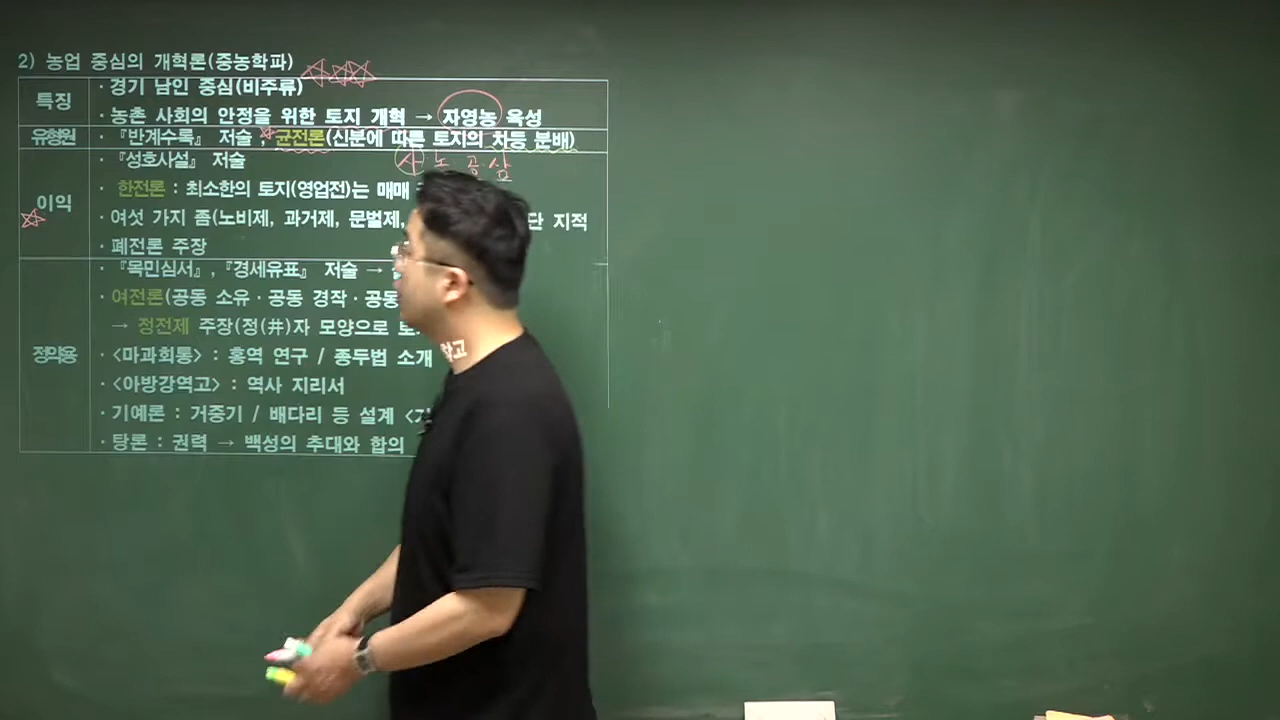 2) 농업 중심의 개혁론(중농학파)
특징
· 경기 남인 중심(비주류)
· 농촌 사회의 안정을 위한 토지 개혁 → 자영농 육성
유형원
· 『반계수록』 저술, 균전론(신분에 따른 토지의 차등 분배)
사 농 공 상
이익
· 『성호사설』 저술
· 한전론 : 최소한의 토지(영업전)는 매매
· 여섯 가지 좀(노비제, 과거제, 문벌제, 단 지적
· 폐전론 주장
정약용
· 『목민심서』, 『경세유표』 저술 →
· 여전론(공동 소유 · 공동 경작 · 공동
→ 정전제 주장(정(井)자 모양으로
· <마과회통> : 홍역 연구 / 종두법 소개
· <아방강역고> : 역사 지리서
· 기예론 : 거중기 / 배다리 등 설계
· 탕론 : 권력 → 백성의 추대와 합의